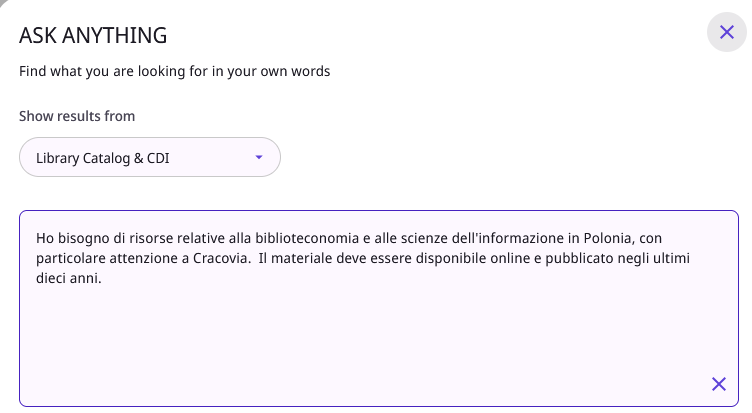 ASK ANYTHING
Find what you are looking for in your own words
Show results from
Library Catalog & CDI
Ho bisogno di risorse relative alla biblioteconomia e alle scienze dell'informazione in Polonia, con
particolare attenzione a Cracovia.  Il materiale deve essere disponibile online e pubblicato negli ultimi
dieci anni.